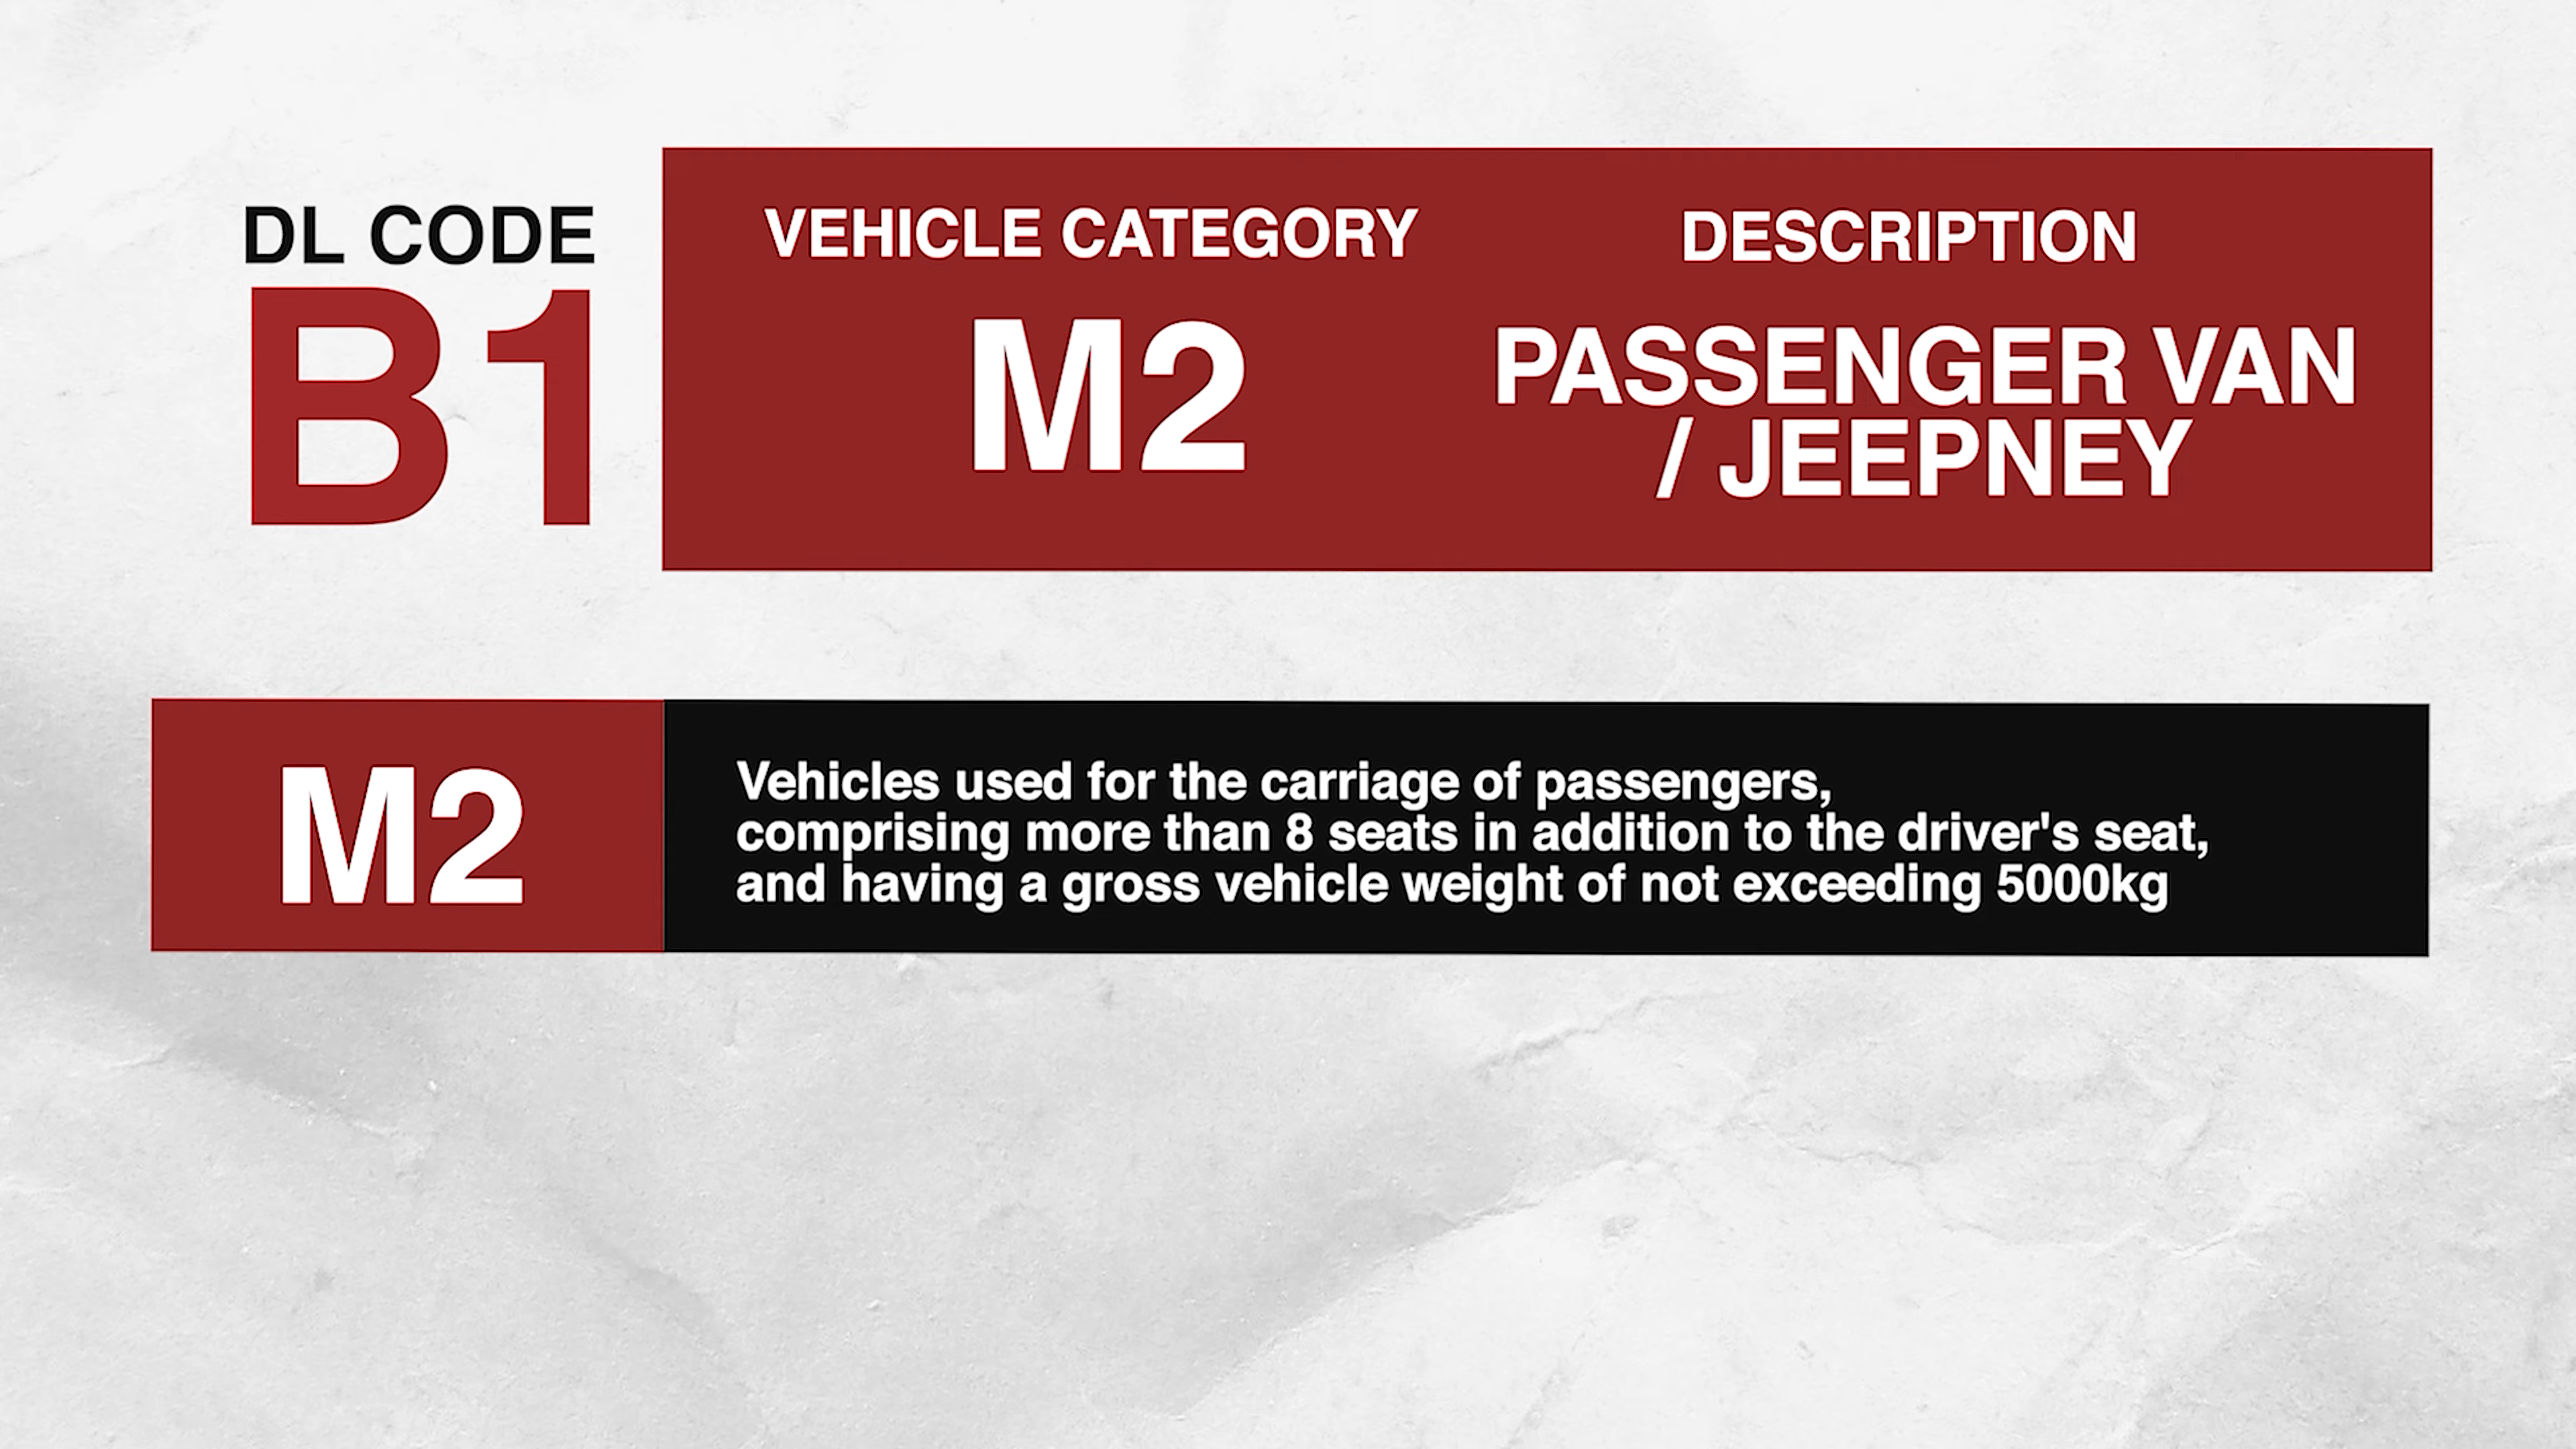 DL CODE
B1
VEHICLE CATEGORY
M2
DESCRIPTION
PASSENGER VAN
/ JEEPNEY
M2
Vehicles used for the carriage of passengers,
comprising more than 8 seats in addition to the driver's seat,
and having a gross vehicle weight of not exceeding 5000kg